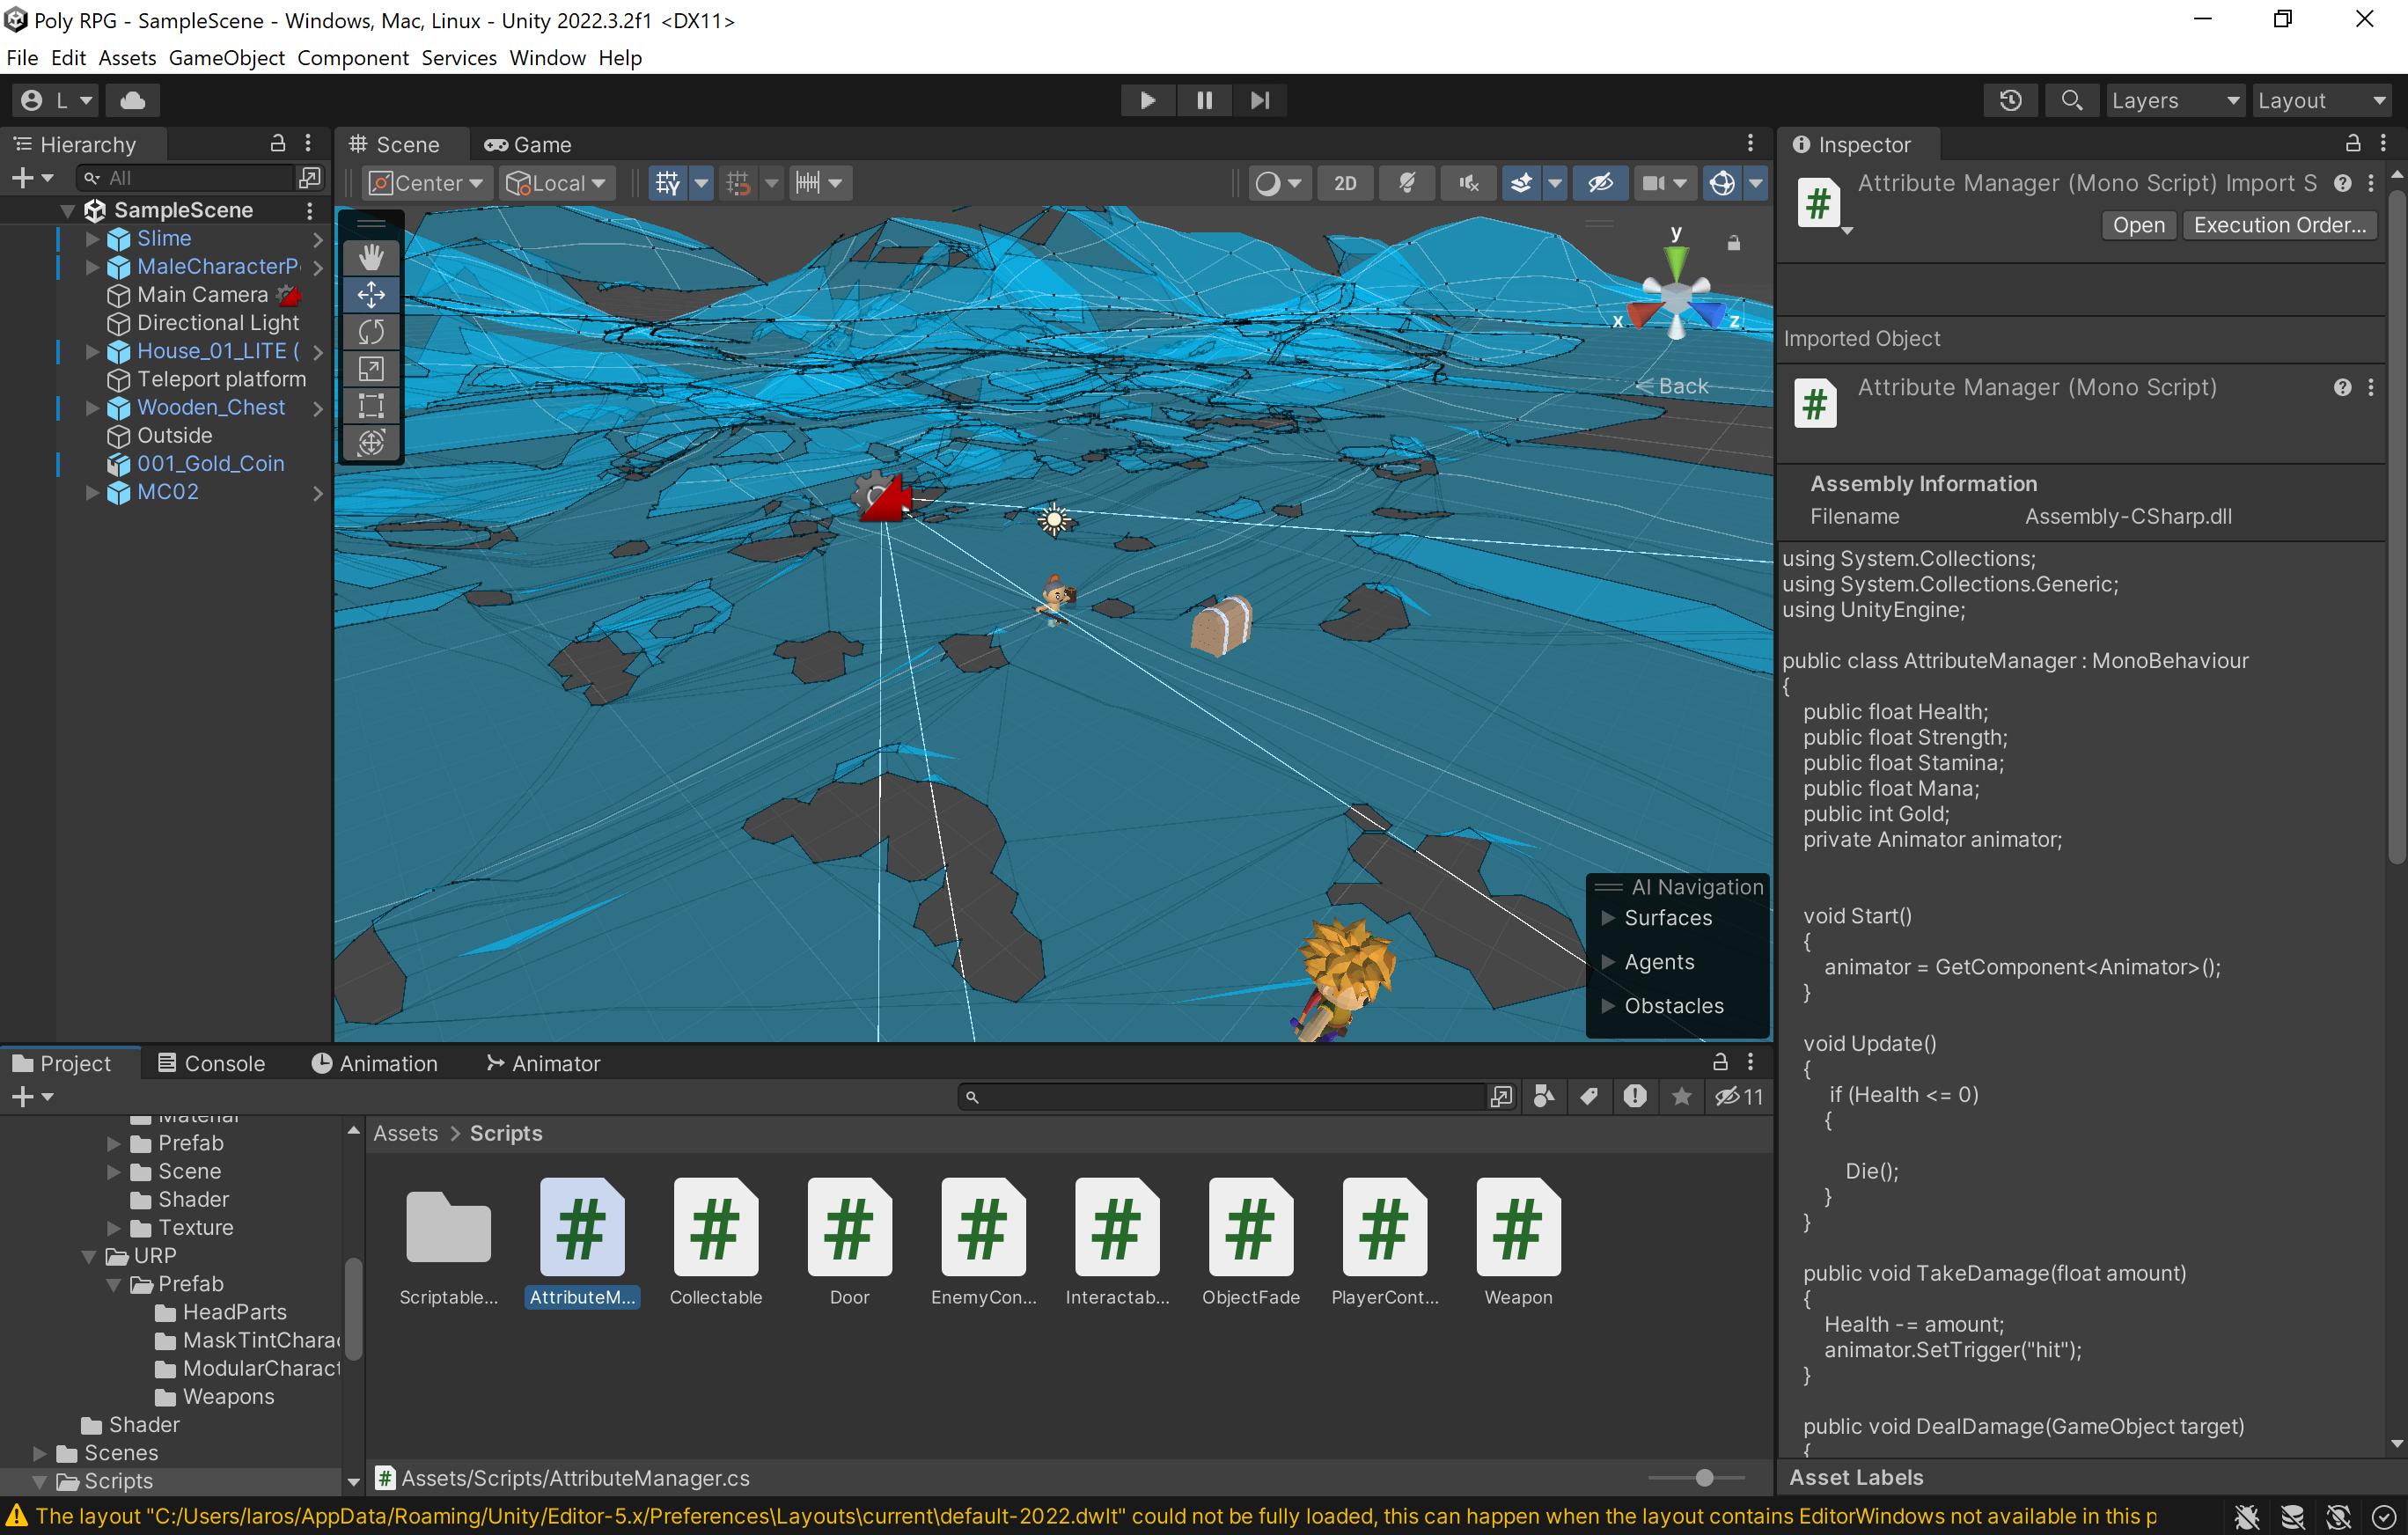 Poly RPG - SampleScene - Windows, Mac, Linux - Unity 2022.3.2f1 <DX11>
File Edit Assets GameObject Component Services Window Help
L
Layers
Layout
Hierarchy
All
SampleScene
Slime
MaleCharacterP
Main Camera
Directional Light
House_01_LITE (
Teleport platform
Wooden_Chest
Outside
001_Gold_Coin
MC02
Scene
Game
Center
Local
2D
y
x
z
Back
AI Navigation
Surfaces
Agents
Obstacles
Inspector
Attribute Manager (Mono Script) Import S
Open
Execution Order...
Imported Object
Attribute Manager (Mono Script)
Assembly Information
Filename Assembly-CSharp.dll
using System.Collections;
using System.Collections.Generic;
using UnityEngine;
public class AttributeManager : MonoBehaviour
{
public float Health;
public float Strength;
public float Stamina;
public float Mana;
public int Gold;
private Animator animator;
void Start()
{
animator = GetComponent<Animator>();
}
void Update()
{
if (Health <= 0)
{
Die();
}
}
public void TakeDamage(float amount)
{
Health -= amount;
animator.SetTrigger("hit");
}
public void DealDamage(GameObject target)
{
Asset Labels
Project
Console
Animation
Animator
11
Material
Prefab
Scene
Shader
Texture
URP
Prefab
HeadParts
MaskTintCharac
ModularCharact
Weapons
Shader
Scenes
Scripts
Assets > Scripts
Scriptable...
AttributeM...
Collectable
Door
EnemyCon...
Interactab...
ObjectFade
PlayerCont...
Weapon
Assets/Scripts/AttributeManager.cs
The layout "C:/Users/laros/AppData/Roaming/Unity/Editor-5.x/Preferences\Layouts\current\default-2022.dwlt" could not be fully loaded, this can happen when the layout contains EditorWindows not available in this p